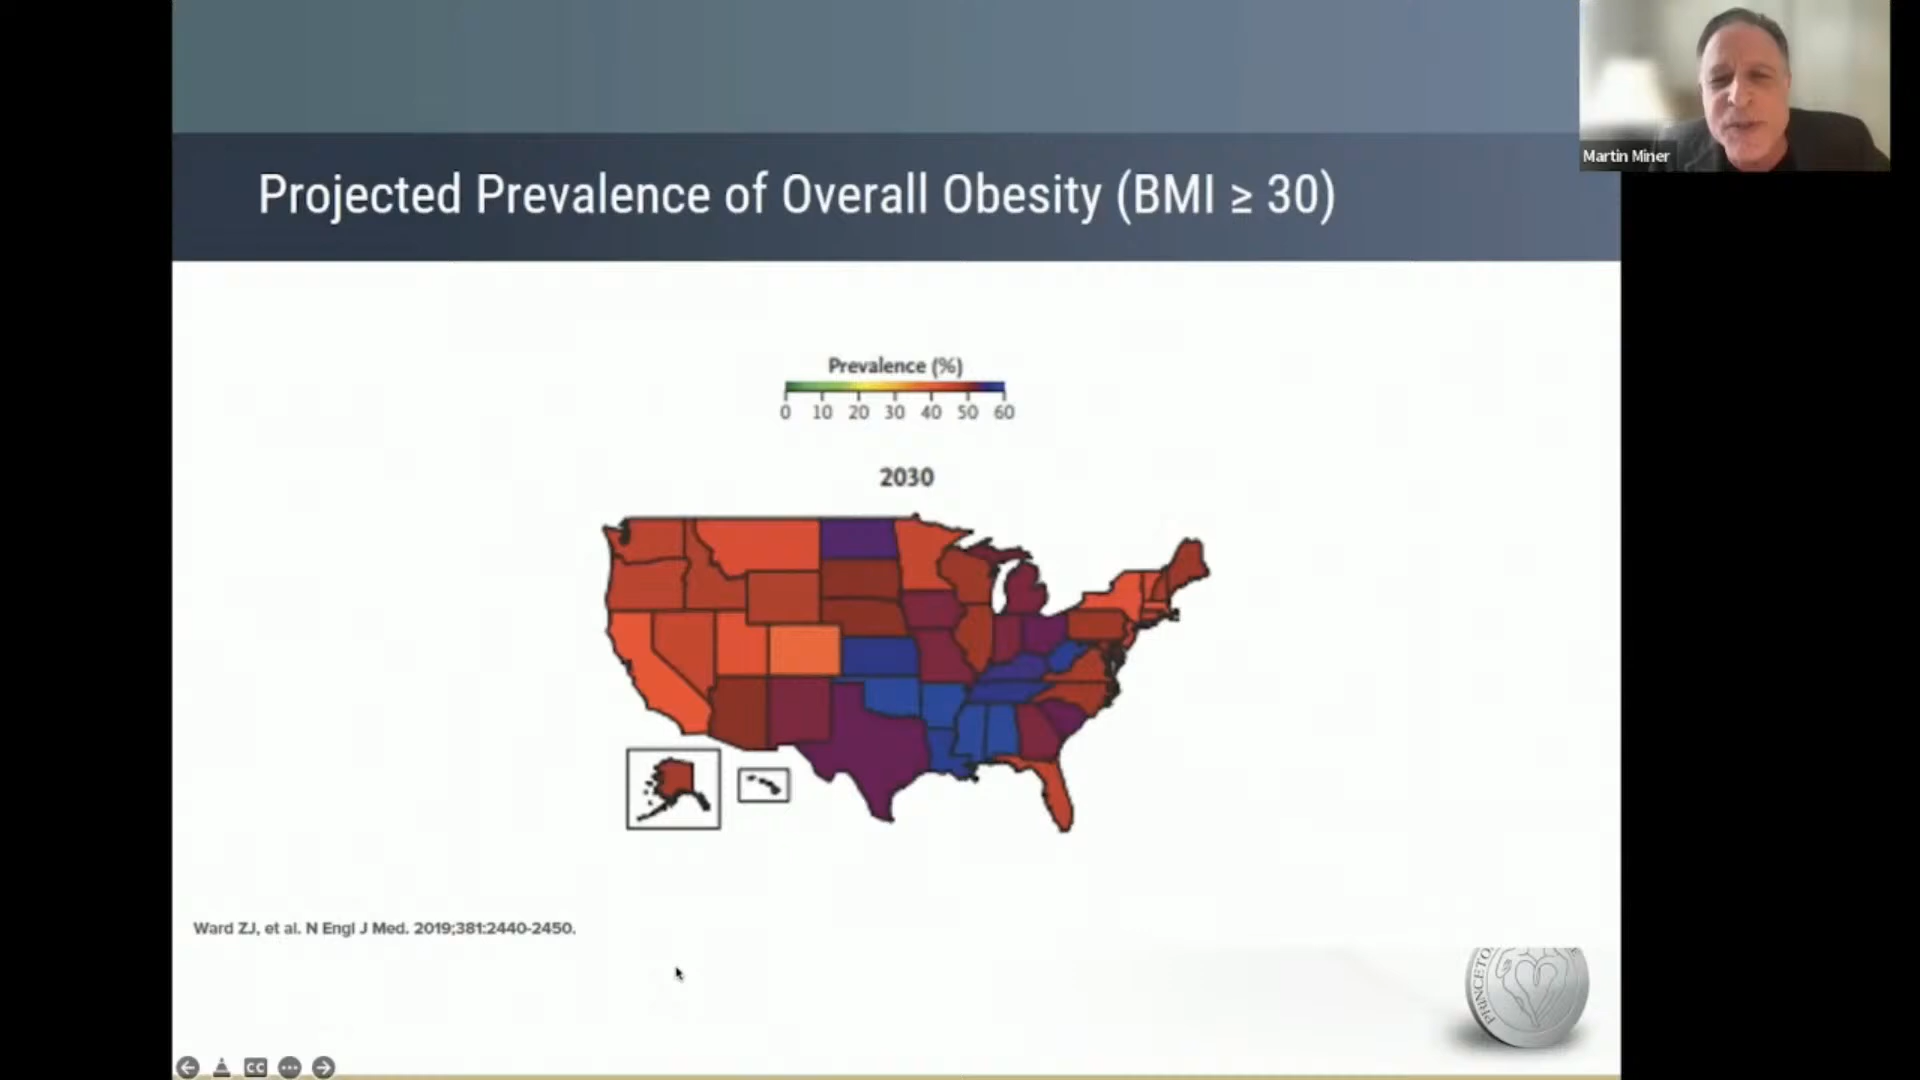 Martin Miner
Projected Prevalence of Overall Obesity (BMI ≥ 30)
Prevalence (%)
0 10 20 30 40 50 60
2030
Ward ZJ, et al. N Engl J Med. 2019;381:2440-2450.
CC